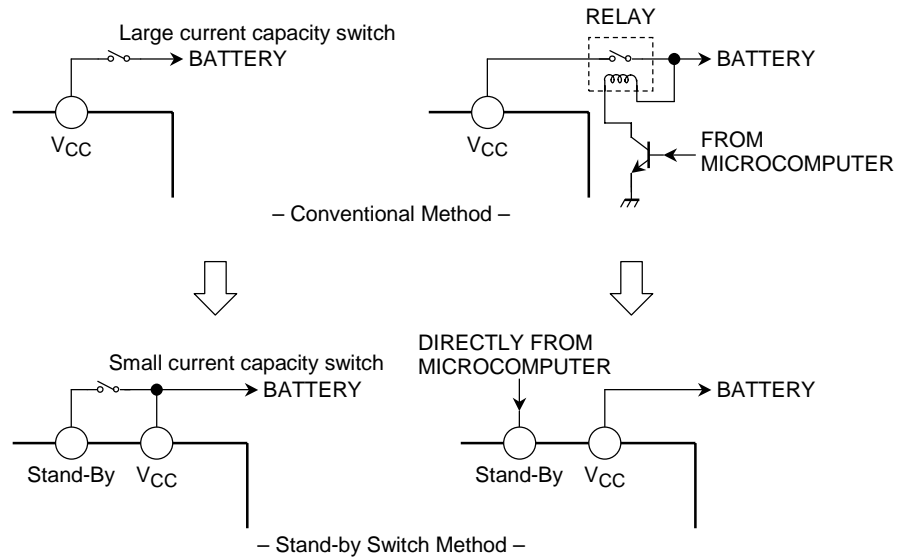 Large current capacity switch
BATTERY
VCC
RELAY
BATTERY
VCC
FROM
MICROCOMPUTER
– Conventional Method –
Small current capacity switch
BATTERY
Stand-By
VCC
DIRECTLY FROM
MICROCOMPUTER
BATTERY
Stand-By
VCC
– Stand-by Switch Method –